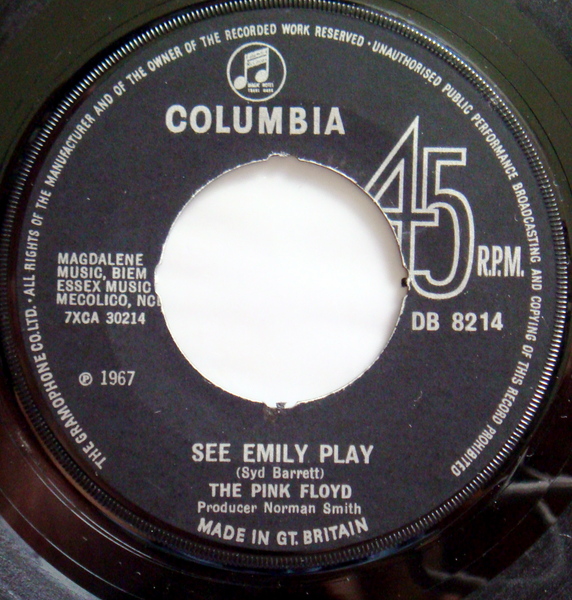 THE GRAMOPHONE CO. LTD. · ALL RIGHTS OF THE MANUFACTURER AND OF THE OWNER OF THE RECORDED WORK RESERVED · UNAUTHORISED PUBLIC PERFORMANCE BROADCASTING AND COPYING OF THIS RECORD PROHIBITED
COLUMBIA
45 R.P.M.
MAGDALENE
MUSIC, BIEM
ESSEX MUSIC
MECOLICO, NC
7XCA 30214
DB 8214
℗ 1967
SEE EMILY PLAY
(Syd Barrett)
THE PINK FLOYD
Producer Norman Smith
MADE IN GT. BRITAIN